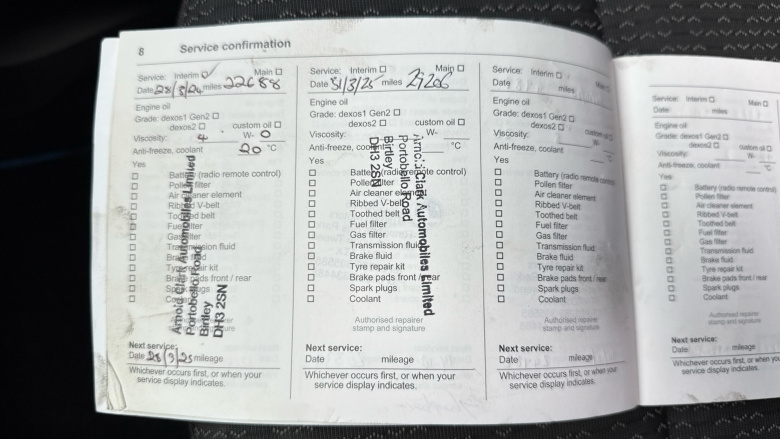 8 Service confirmation
Service: Interim ☑ Main ☐
Date 28/3/24 miles 22688
Engine oil
Grade: dexos1 Gen2 ☐
dexos2 ☐ custom oil ☐
Viscosity: 4 W- 0
Anti-freeze, coolant 20 °C
Yes
☐ Battery (radio remote control)
☐ Pollen filter
☐ Air cleaner element
☐ Ribbed V-belt
☐ Toothed belt
☐ Fuel filter
☐ Gas filter
☐ Transmission fluid
☐ Brake fluid
☐ Tyre repair kit
☐ Brake pads front / rear
☐ Spark plugs
☐ Coolant
Arnold Clark Automobiles Limited
Portobello Road
Birtley
DH3 2SN
Next service:
Date 28/3/25 mileage
Whichever occurs first, or when your
service display indicates.
Service: Interim ☐ Main ☐
Date 31/3/25 miles 27206
Engine oil
Grade: dexos1 Gen2 ☐
dexos2 ☐ custom oil ☐
Viscosity: W-
Anti-freeze, coolant °C
Yes
☐ Battery (radio remote control)
☐ Pollen filter
☐ Air cleaner element
☐ Ribbed V-belt
☐ Toothed belt
☐ Fuel filter
☐ Gas filter
☐ Transmission fluid
☐ Brake fluid
☐ Tyre repair kit
☐ Brake pads front / rear
☐ Spark plugs
☐ Coolant
Arnold Clark Automobiles Limited
Portobello Road
Birtley
DH3 2SN
Authorised repairer
stamp and signature
Next service:
Date mileage
Whichever occurs first, or when your
service display indicates.
Service: Interim ☐ Main ☐
Date miles
Engine oil
Grade: dexos1 Gen2 ☐
dexos2 ☐ custom oil ☐
Viscosity: W-
Anti-freeze, coolant °C
Yes
☐ Battery (radio remote control)
☐ Pollen filter
☐ Air cleaner element
☐ Ribbed V-belt
☐ Toothed belt
☐ Fuel filter
☐ Gas filter
☐ Transmission fluid
☐ Brake fluid
☐ Tyre repair kit
☐ Brake pads front / rear
☐ Spark plugs
☐ Coolant
Authorised repairer
stamp and signature
Next service:
Date mileage
Whichever occurs first, or when your
service display indicates.
Service: Interim ☐ Main ☐
Date: miles
Engine oil
Grade: dexos1 Gen2 ☐
dexos2 ☐ custom oil ☐
Viscosity: W-
Anti-freeze, coolant °C
Yes
☐ Battery (radio remote control)
☐ Pollen filter
☐ Air cleaner element
☐ Ribbed V-belt
☐ Toothed belt
☐ Fuel filter
☐ Gas filter
☐ Transmission fluid
☐ Brake fluid
☐ Tyre repair kit
☐ Brake pads front / rear
☐ Spark plugs
☐ Coolant
Authorised repairer
stamp and signature
Next service:
Date mileage
Whichever occurs first, or when you
service display indicates.